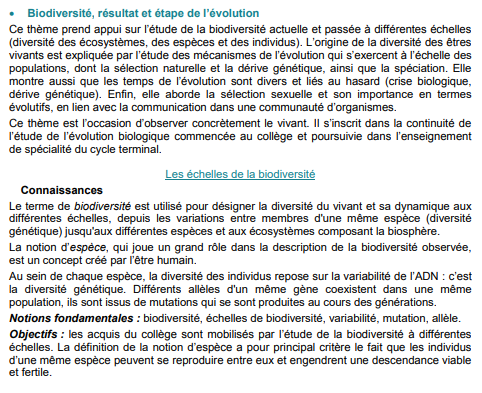 • Biodiversité, résultat et étape de l'évolution
Ce thème prend appui sur l'étude de la biodiversité actuelle et passée à différentes échelles
(diversité des écosystèmes, des espèces et des individus). L'origine de la diversité des êtres
vivants est expliquée par l'étude des mécanismes de l'évolution qui s'exercent à l'échelle des
populations, dont la sélection naturelle et la dérive génétique, ainsi que la spéciation. Elle
montre aussi que les temps de l'évolution sont divers et liés au hasard (crise biologique,
dérive génétique). Enfin, elle aborde la sélection sexuelle et son importance en termes
évolutifs, en lien avec la communication dans une communauté d'organismes.
Ce thème est l'occasion d'observer concrètement le vivant. Il s'inscrit dans la continuité de
l'étude de l'évolution biologique commencée au collège et poursuivie dans l'enseignement
de spécialité du cycle terminal.
Les échelles de la biodiversité
Connaissances
Le terme de biodiversité est utilisé pour désigner la diversité du vivant et sa dynamique aux
différentes échelles, depuis les variations entre membres d'une même espèce (diversité
génétique) jusqu'aux différentes espèces et aux écosystèmes composant la biosphère.
La notion d'espèce, qui joue un grand rôle dans la description de la biodiversité observée,
est un concept créé par l'être humain.
Au sein de chaque espèce, la diversité des individus repose sur la variabilité de l'ADN : c'est
la diversité génétique. Différents allèles d'un même gène coexistent dans une même
population, ils sont issus de mutations qui se sont produites au cours des générations.
Notions fondamentales : biodiversité, échelles de biodiversité, variabilité, mutation, allèle.
Objectifs : les acquis du collège sont mobilisés par l'étude de la biodiversité à différentes
échelles. La définition de la notion d'espèce a pour principal critère le fait que les individus
d'une même espèce peuvent se reproduire entre eux et engendrent une descendance viable
et fertile.